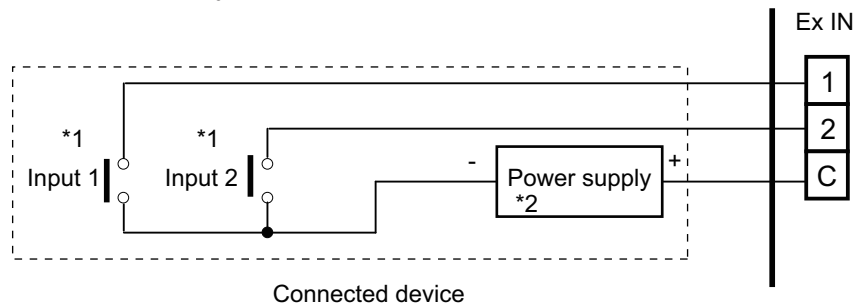 Ex IN
1
2
C
*1
Input 1
*1
Input 2
-
Power supply
*2
+
Connected device